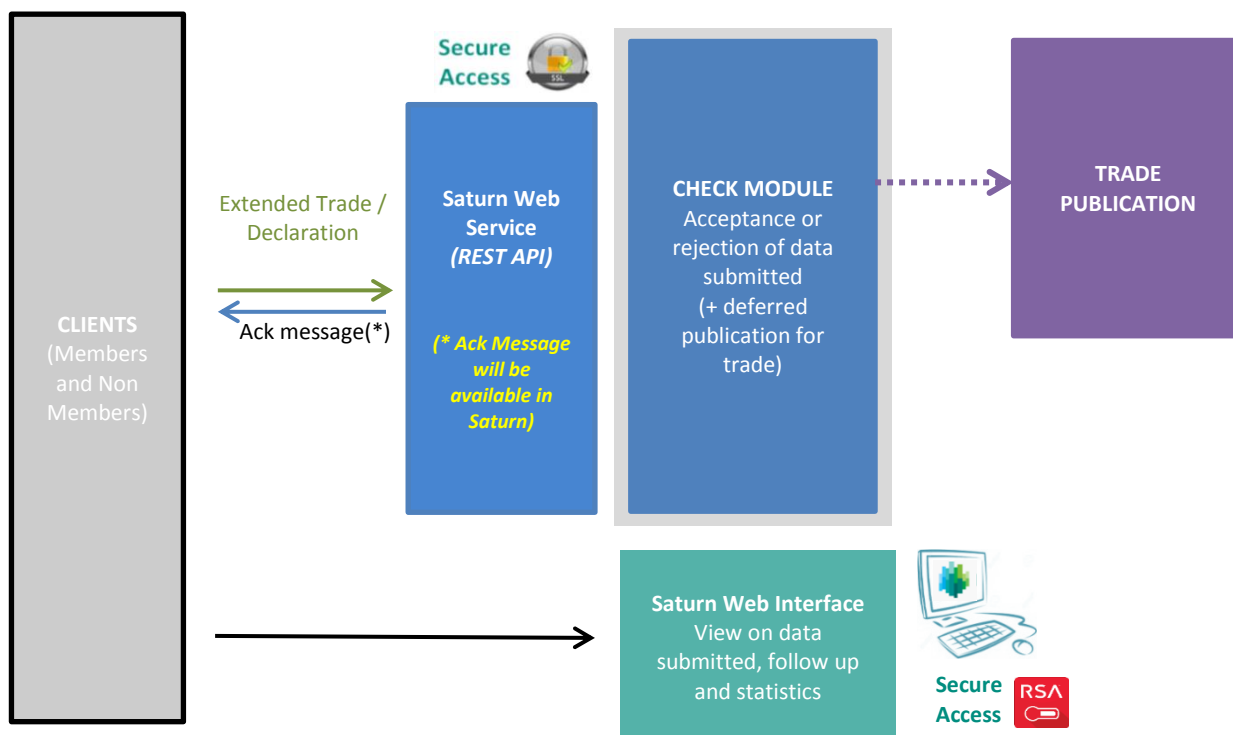 Secure
Access
SSL
CLIENTS
(Members
and Non
Members)
Extended Trade /
Declaration
Ack message(*)
Saturn Web
Service
(REST API)
(* Ack Message
will be
available in
Saturn)
CHECK MODULE
Acceptance or
rejection of data
submitted
(+ deferred
publication for
trade)
TRADE
PUBLICATION
Saturn Web Interface
View on data
submitted, follow up
and statistics
Secure
Access
RSA